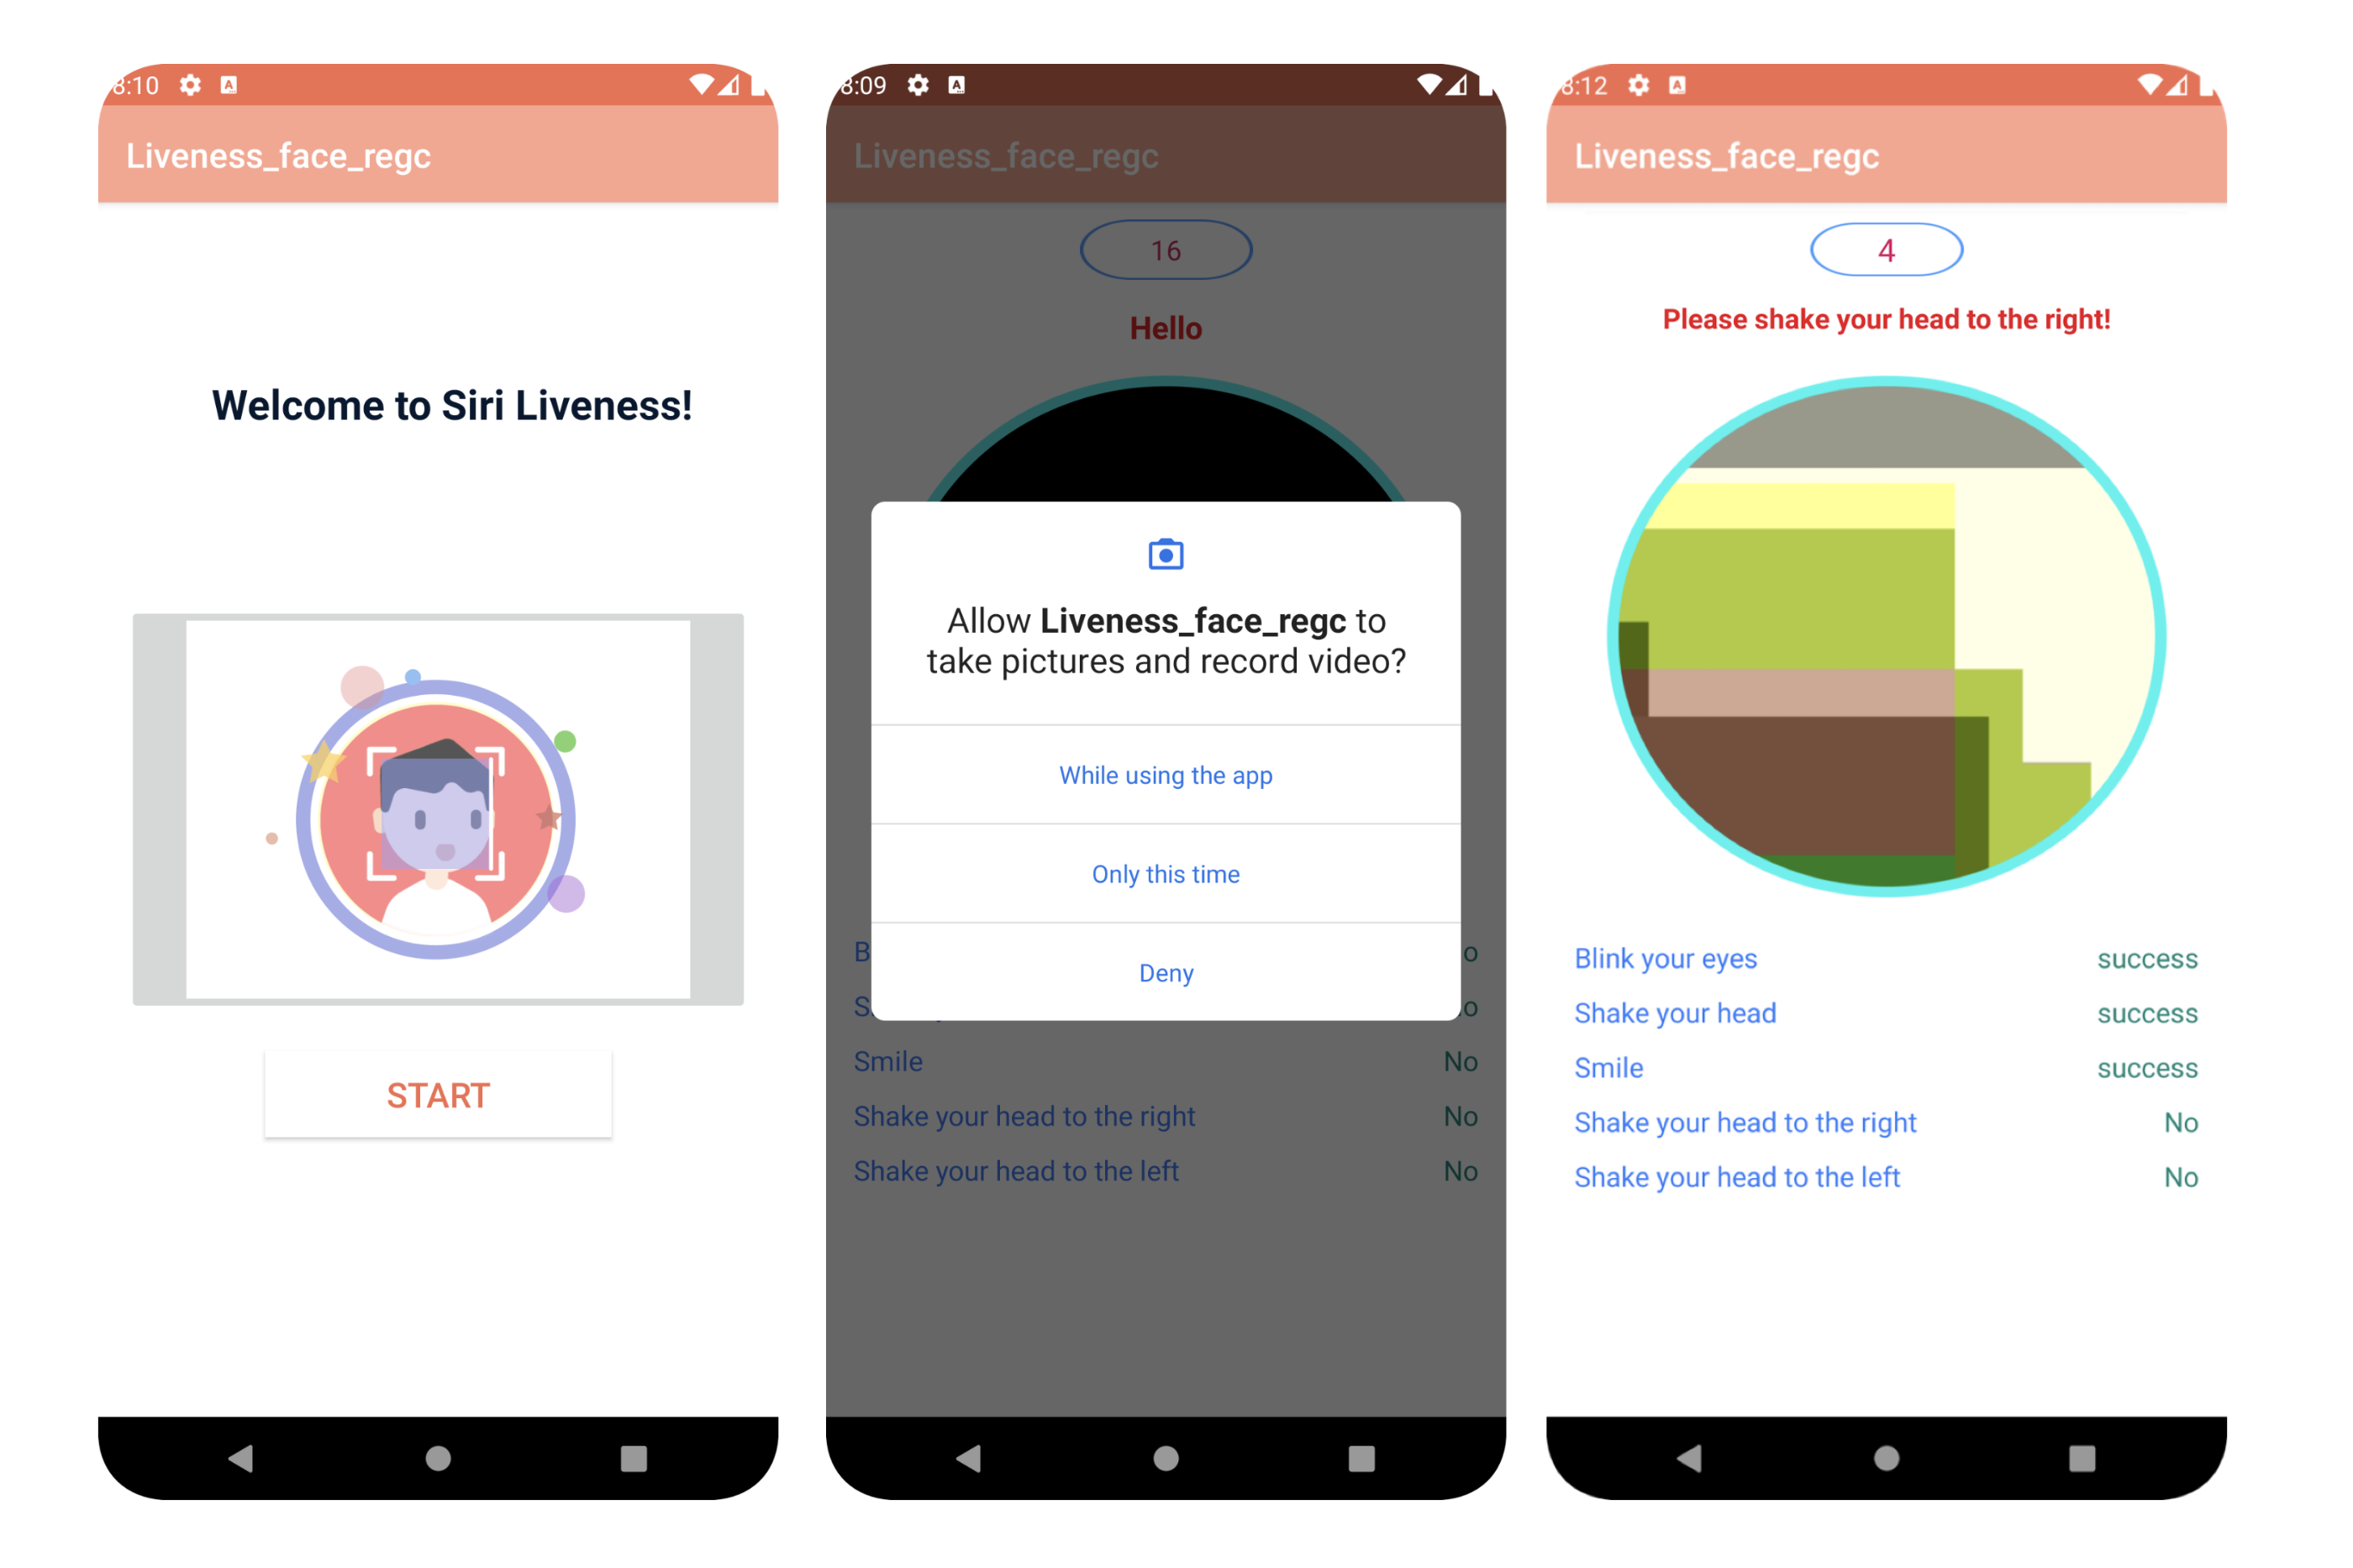 8:10
Liveness_face_regc
Welcome to Siri Liveness!
START
8:09
Liveness_face_regc
16
Hello
Allow Liveness_face_regc to
take pictures and record video?
While using the app
Only this time
Deny
Smile No
Shake your head to the right No
Shake your head to the left No
8:12
Liveness_face_regc
4
Please shake your head to the right!
Blink your eyes success
Shake your head success
Smile success
Shake your head to the right No
Shake your head to the left No